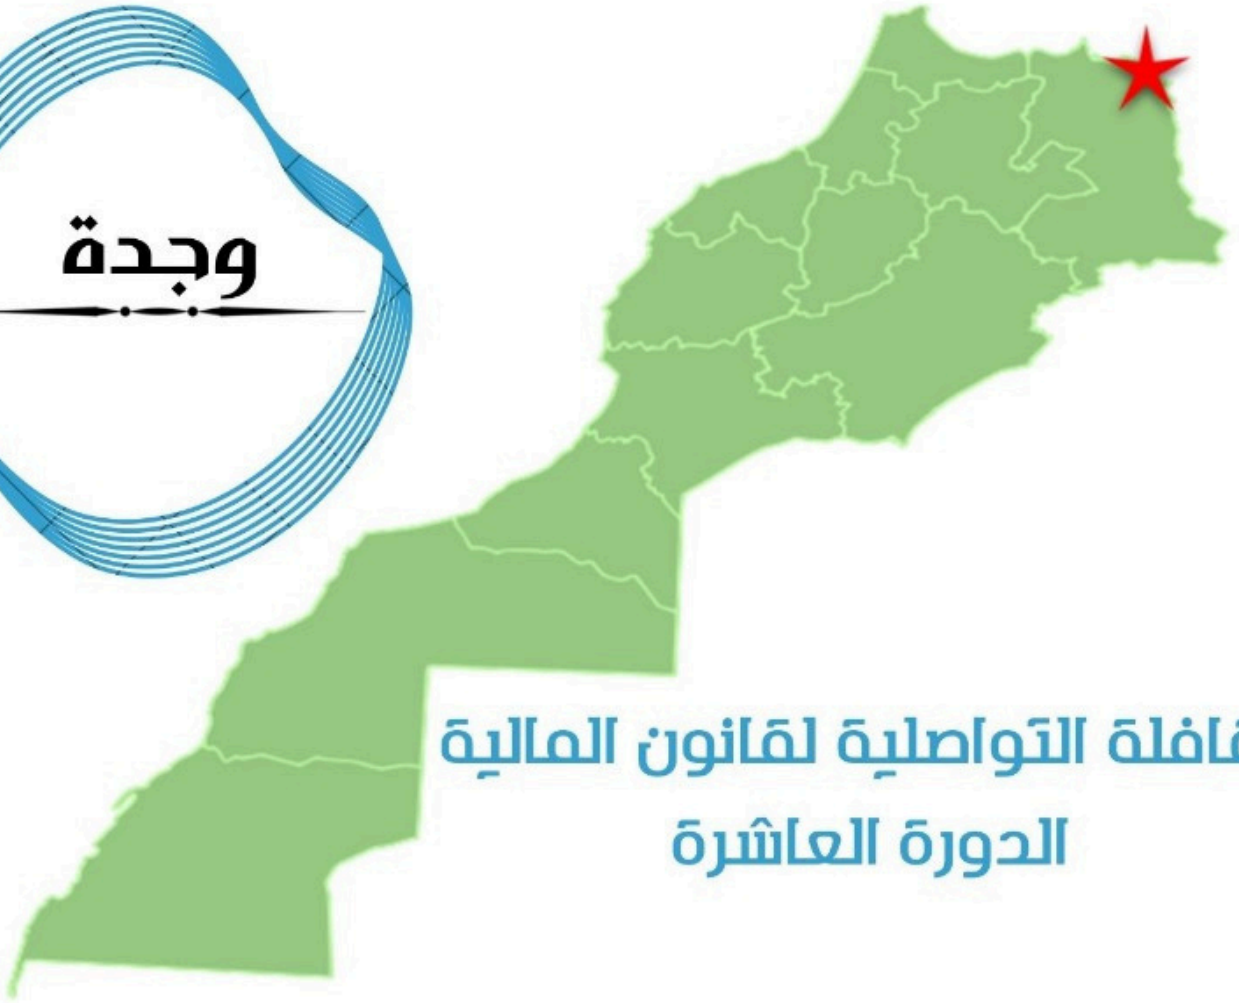 وجدة
قافلة التواصلية لقانون المالية
الدورة العاشرة